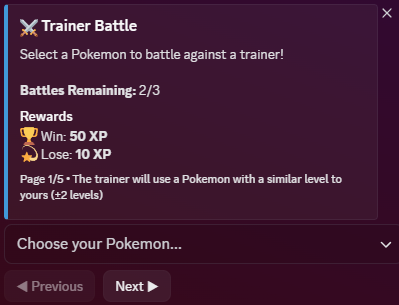 Trainer Battle
Select a Pokemon to battle against a trainer!
Battles Remaining: 2/3
Rewards
Win: 50 XP
Lose: 10 XP
Page 1/5 • The trainer will use a Pokemon with a similar level to
yours (±2 levels)
Choose your Pokemon...
◀ Previous
Next ▶